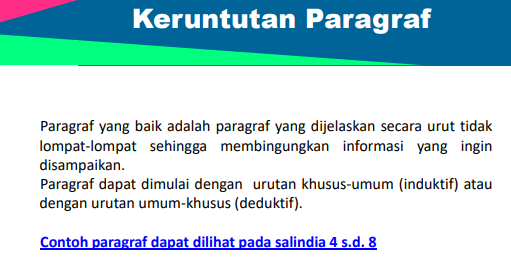 Keruntutan Paragraf
Paragraf yang baik adalah paragraf yang dijelaskan secara urut tidak
lompat-lompat sehingga membingungkan informasi yang ingin
disampaikan.
Paragraf dapat dimulai dengan urutan khusus-umum (induktif) atau
dengan urutan umum-khusus (deduktif).
Contoh paragraf dapat dilihat pada salindia 4 s.d. 8